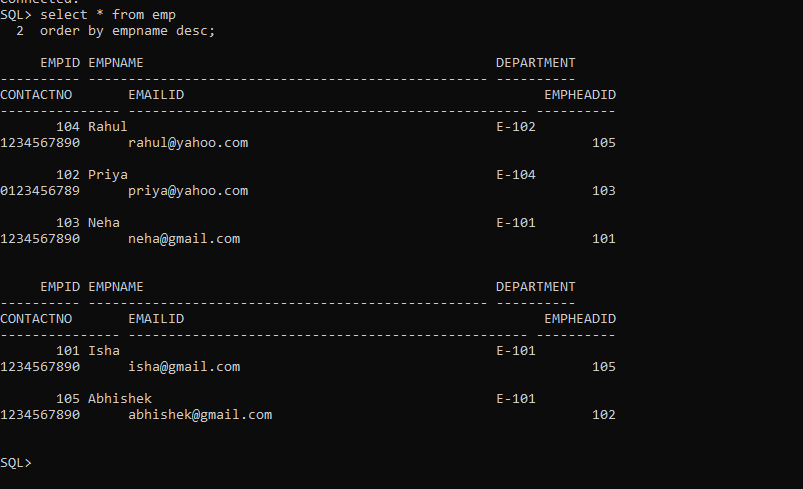 Connected.
SQL> select * from emp
  2  order by empname desc;
     EMPID EMPNAME                                            DEPARTMENT
---------- -------------------------------------------------- ----------
CONTACTNO       EMAILID                                             EMPHEADID
--------------- -------------------------------------------------- ----------
       104 Rahul                                              E-102
1234567890      rahul@yahoo.com                                           105
       102 Priya                                              E-104
0123456789      priya@yahoo.com                                           103
       103 Neha                                               E-101
1234567890      neha@gmail.com                                            101
     EMPID EMPNAME                                            DEPARTMENT
---------- -------------------------------------------------- ----------
CONTACTNO       EMAILID                                             EMPHEADID
--------------- -------------------------------------------------- ----------
       101 Isha                                               E-101
1234567890      isha@gmail.com                                            105
       105 Abhishek                                           E-101
1234567890      abhishek@gmail.com                                        102
SQL>